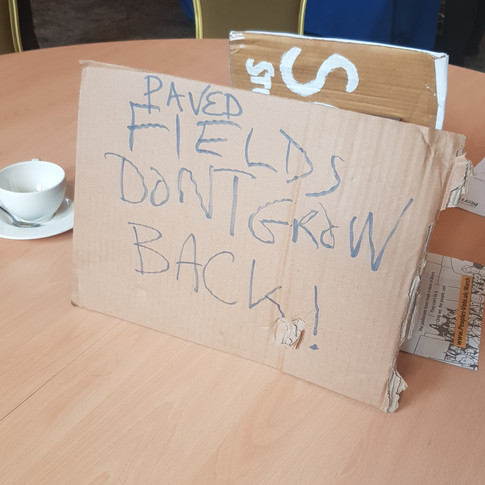 PAVED
FIELDS
DONT GROW
BACK!
S